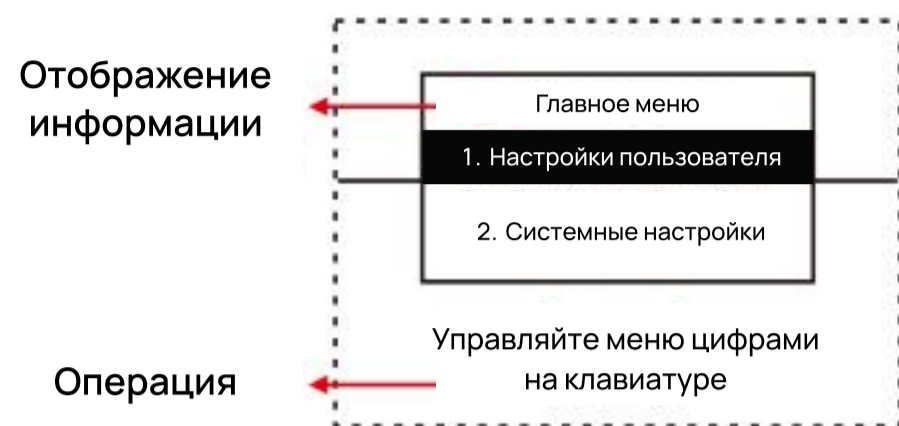 Отображение
информации
Главное меню
1. Настройки пользователя
2. Системные настройки
Управляйте меню цифрами
на клавиатуре
Операция